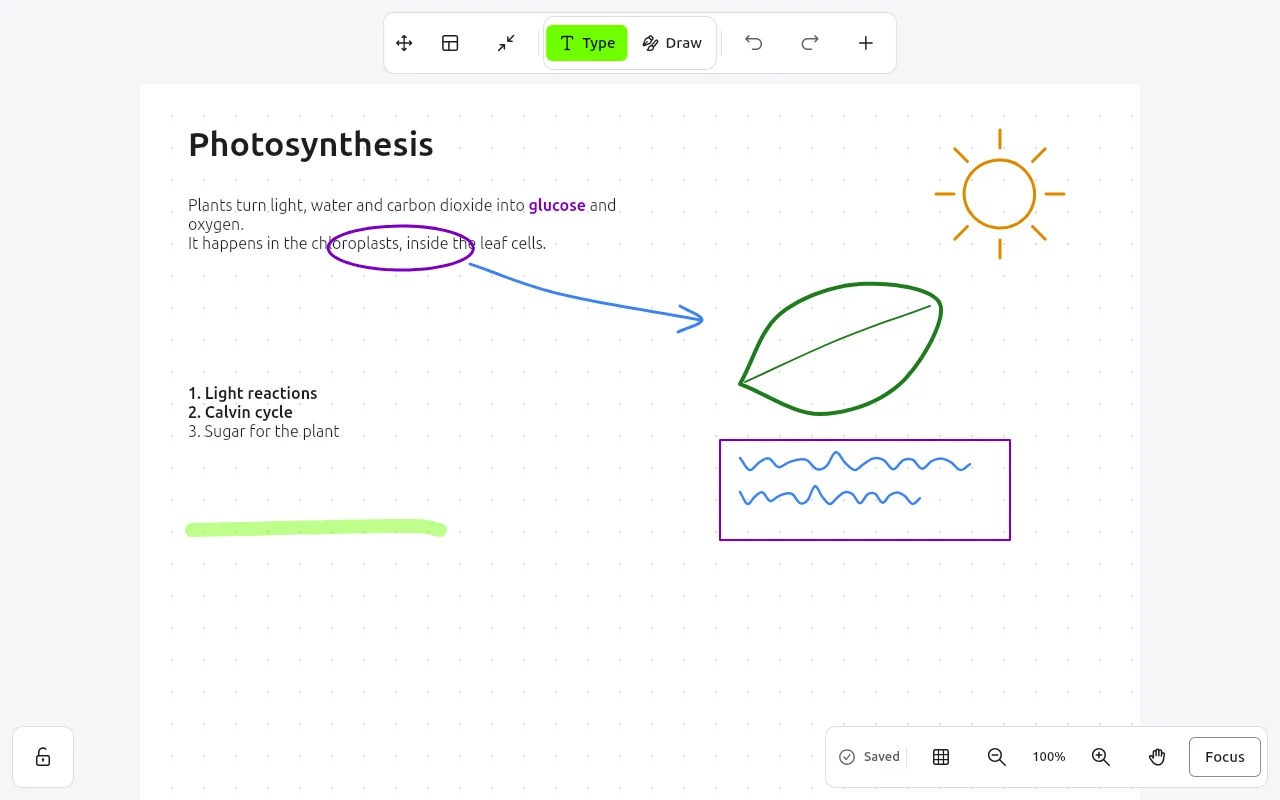 Type
Draw
Photosynthesis
Plants turn light, water and carbon dioxide into glucose and
oxygen.
It happens in the chloroplasts, inside the leaf cells.
1. Light reactions
2. Calvin cycle
3. Sugar for the plant
Saved
100%
Focus